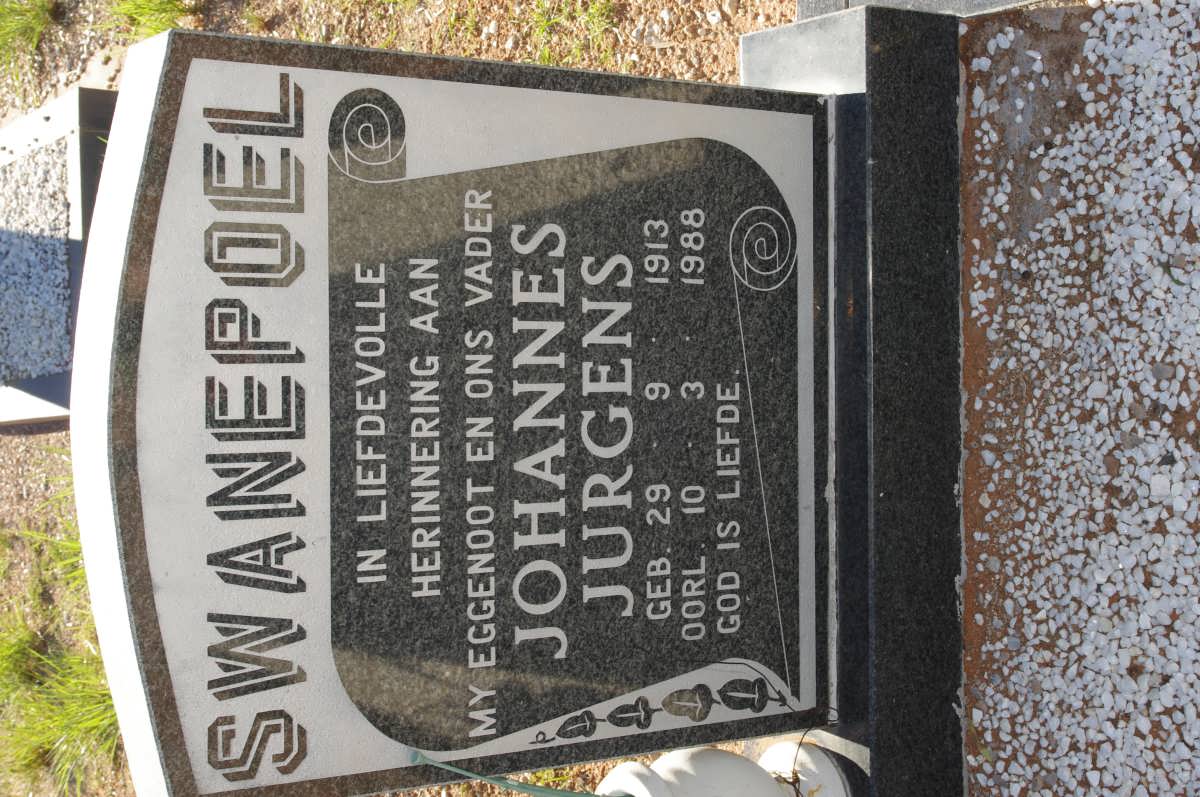 SWANEPOEL
IN LIEFDEVOLLE
HERINNERING AAN
MY EGGENOOT EN ONS VADER
JOHANNES
JURGENS
GEB. 29 . 9 . 1913
OORL. 10 . 3 . 1988
GOD IS LIEFDE.